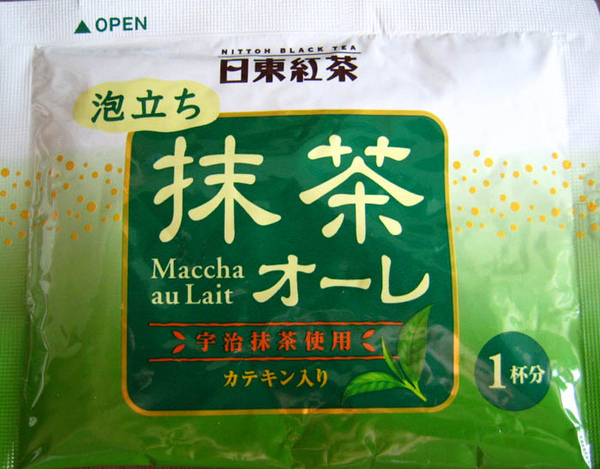 ▲OPEN
NITTOH BLACK TEA
日東紅茶
泡立ち
抹茶
Maccha
au Lait
オーレ
宇治抹茶使用
カテキン入り
1杯分